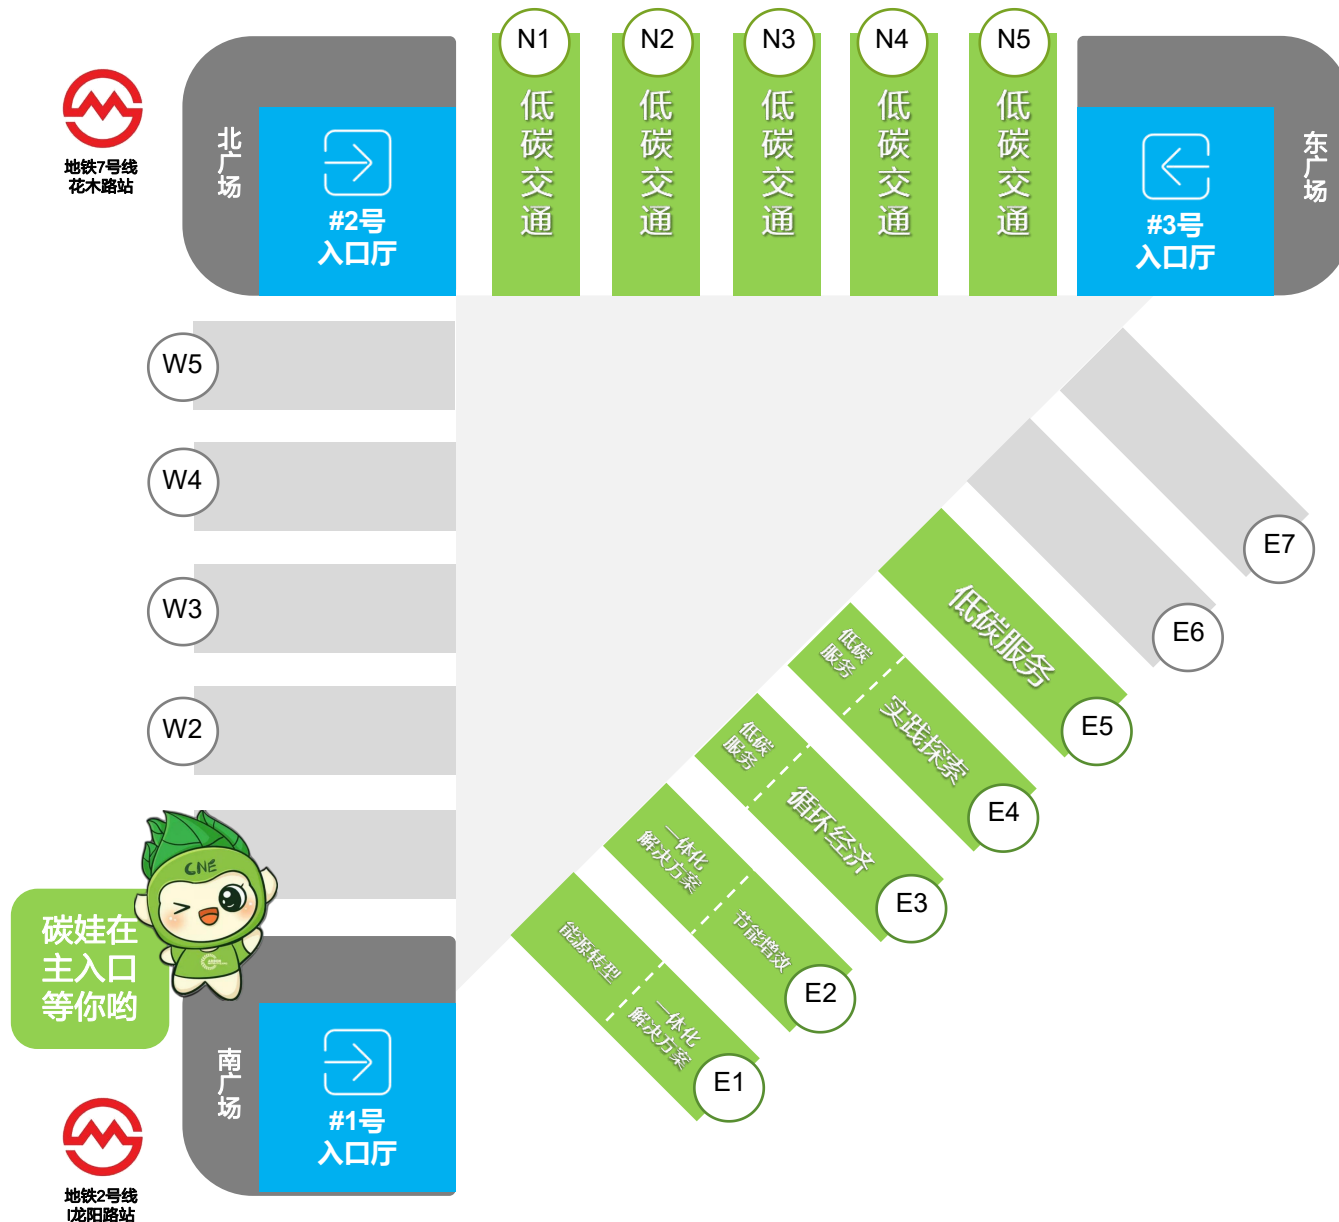 N1
N2
N3
N4
N5
低碳交通
低碳交通
低碳交通
低碳交通
低碳交通
地铁7号线
花木路站
北广场
#2号
入口厅
东广场
#3号
入口厅
W5
W4
W3
W2
E7
E6
低碳服务
E5
低碳
服务
实践探索
E4
低碳
服务
循环经济
E3
一体化
解决方案
节能增效
E2
能源转型
一体化
解决方案
E1
CNE
碳娃在
主入口
等你哟
南广场
#1号
入口厅
地铁2号线
龙阳路站